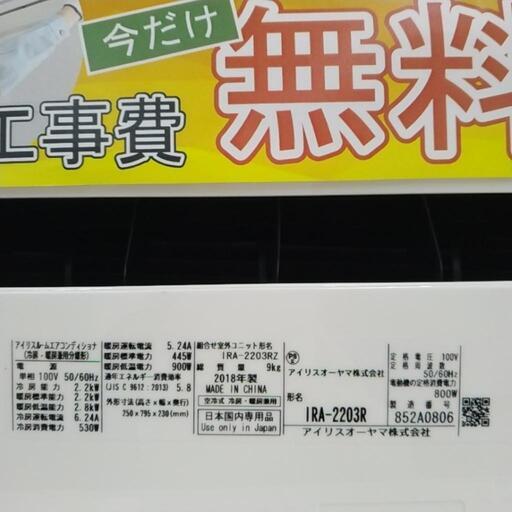 今だけ
工事費 無料
アイリスルームエアコンディショナ
(冷房・暖房兼用分離形)
電源
単相 100V 50/60Hz
冷房能力 2.2kW
暖房標準能力 2.2kW
暖房低温能力 2.8kW
冷房運転電流 6.24A
冷房消費電力 530W
暖房運転電流 5.24A
暖房標準電力 445W
暖房低温電力 900W
通年エネルギー消費効率
(JIS C 9612:2013) 5.8
外形寸法(高さ×幅×奥行)
250×795×230(mm)
組合せ室外ユニット形名
IRA-2203RZ
総質量 9kg
2018年製
MADE IN CHINA
空冷式 冷房・暖房兼用
日本国内専用品
Use only in Japan
PSE
アイリスオーヤマ株式会社
形名
IRA-2203R
アイリスオーヤマ株式会社
定格電圧 100V
定格周波数
50/60Hz
電動機の定格消費電力
800W
製造番号
852A0806